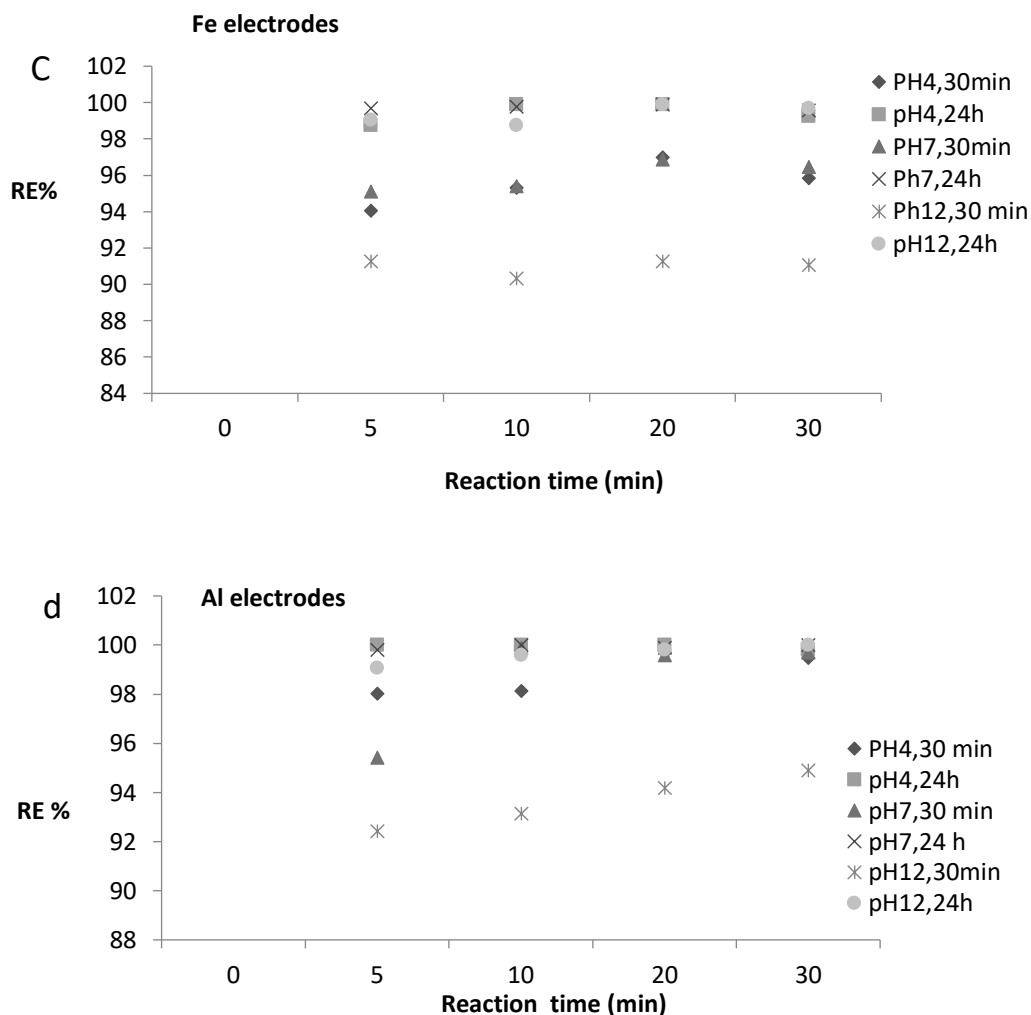 Fe electrodes
C
102
100
98
96
94
92
90
88
86
84
RE%
0 5 10 20 30
Reaction time (min)
PH4,30min
pH4,24h
PH7,30min
Ph7,24h
Ph12,30 min
pH12,24h
d
Al electrodes
102
100
98
96
94
92
90
88
RE %
0 5 10 20 30
Reaction time (min)
PH4,30 min
pH4,24h
pH7,30 min
pH7,24 h
pH12,30min
pH12,24h